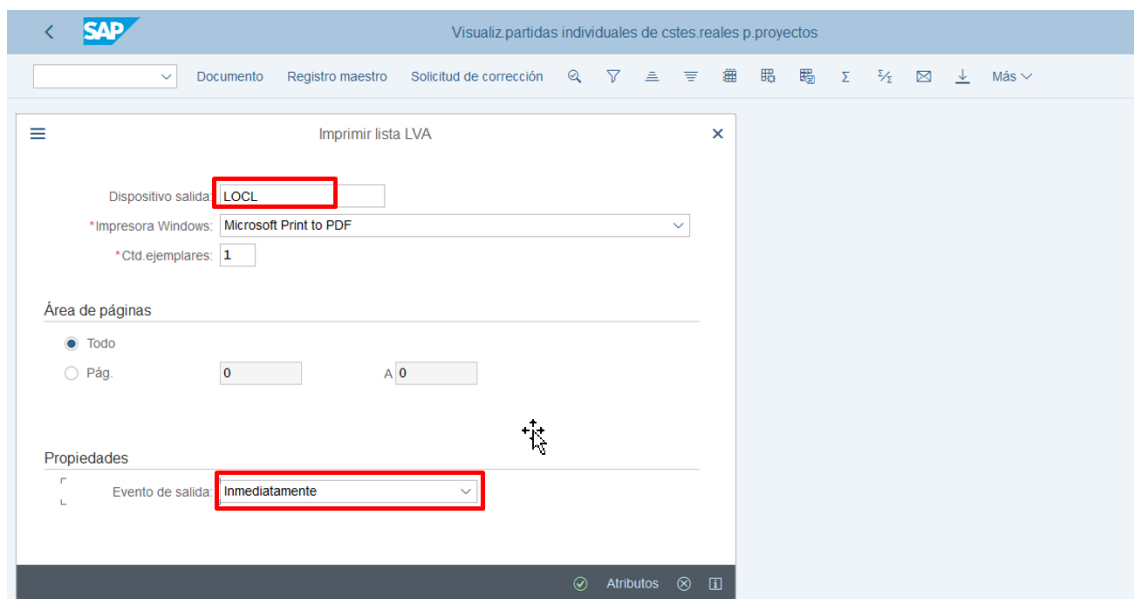 SAP
Visualiz.partidas individuales de cstes.reales p.proyectos
Documento Registro maestro Solicitud de corrección Σ Σ/Σ Más
Imprimir lista LVA
Dispositivo salida: LOCL
*Impresora Windows: Microsoft Print to PDF
*Ctd.ejemplares: 1
Área de páginas
Todo
Pág. 0 A 0
Propiedades
Evento de salida: Inmediatamente
Atributos